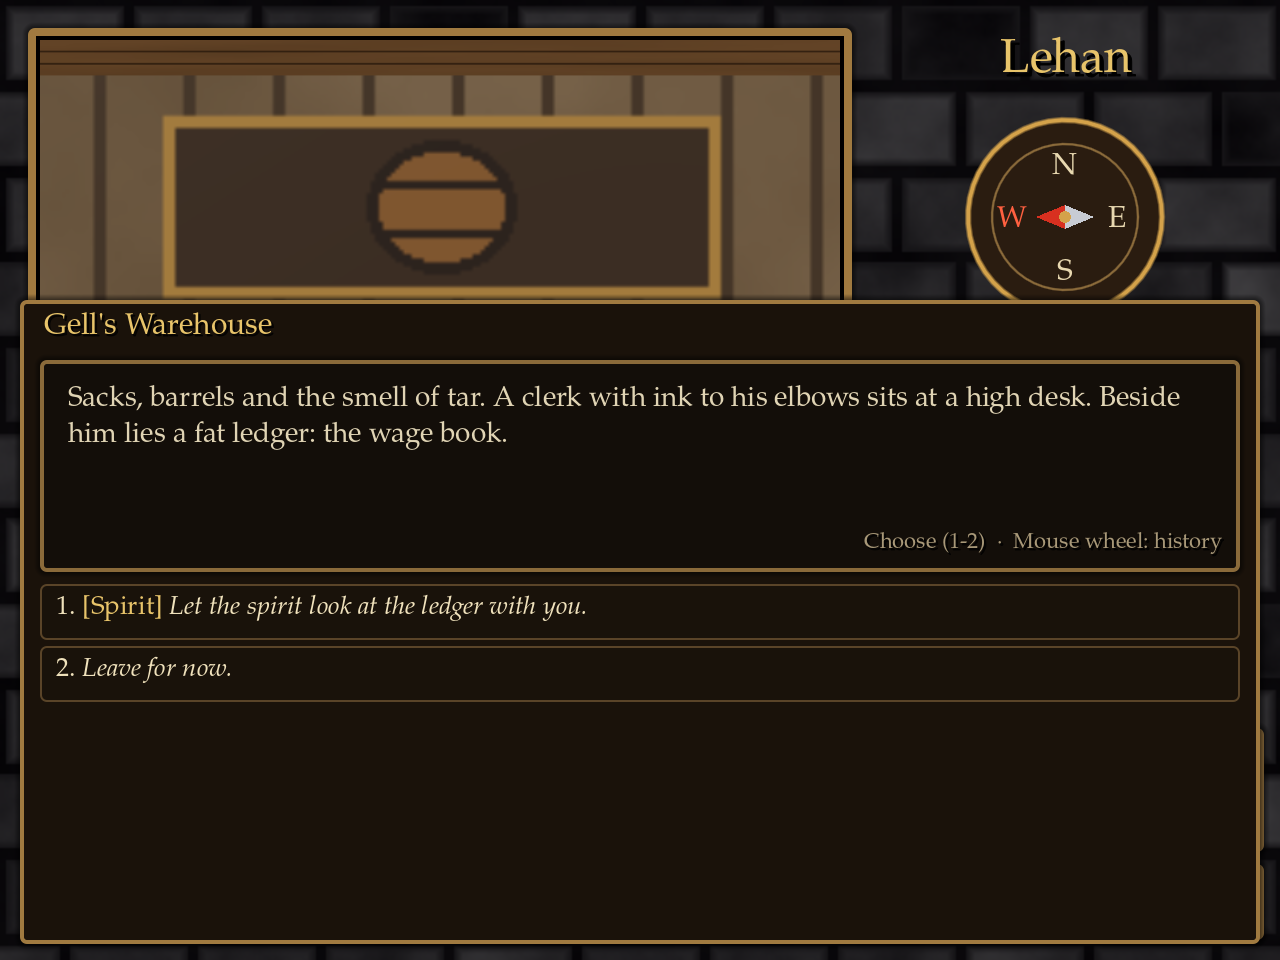 Lehan
N
W E
S
Gell's Warehouse
Sacks, barrels and the smell of tar. A clerk with ink to his elbows sits at a high desk. Beside
him lies a fat ledger: the wage book.
Choose (1-2) · Mouse wheel: history
1. [Spirit] Let the spirit look at the ledger with you.
2. Leave for now.